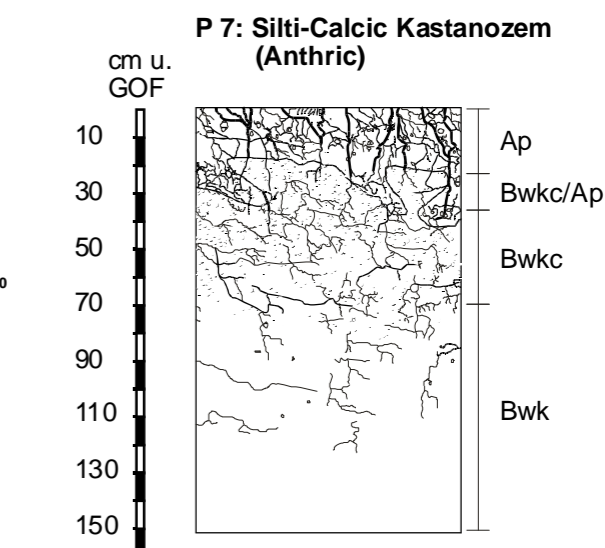 P 7: Silti-Calcic Kastanozem
(Anthric)
cm u.
GOF
10
30
50
70
90
110
130
150
0
Ap
Bwkc/Ap
Bwkc
Bwk